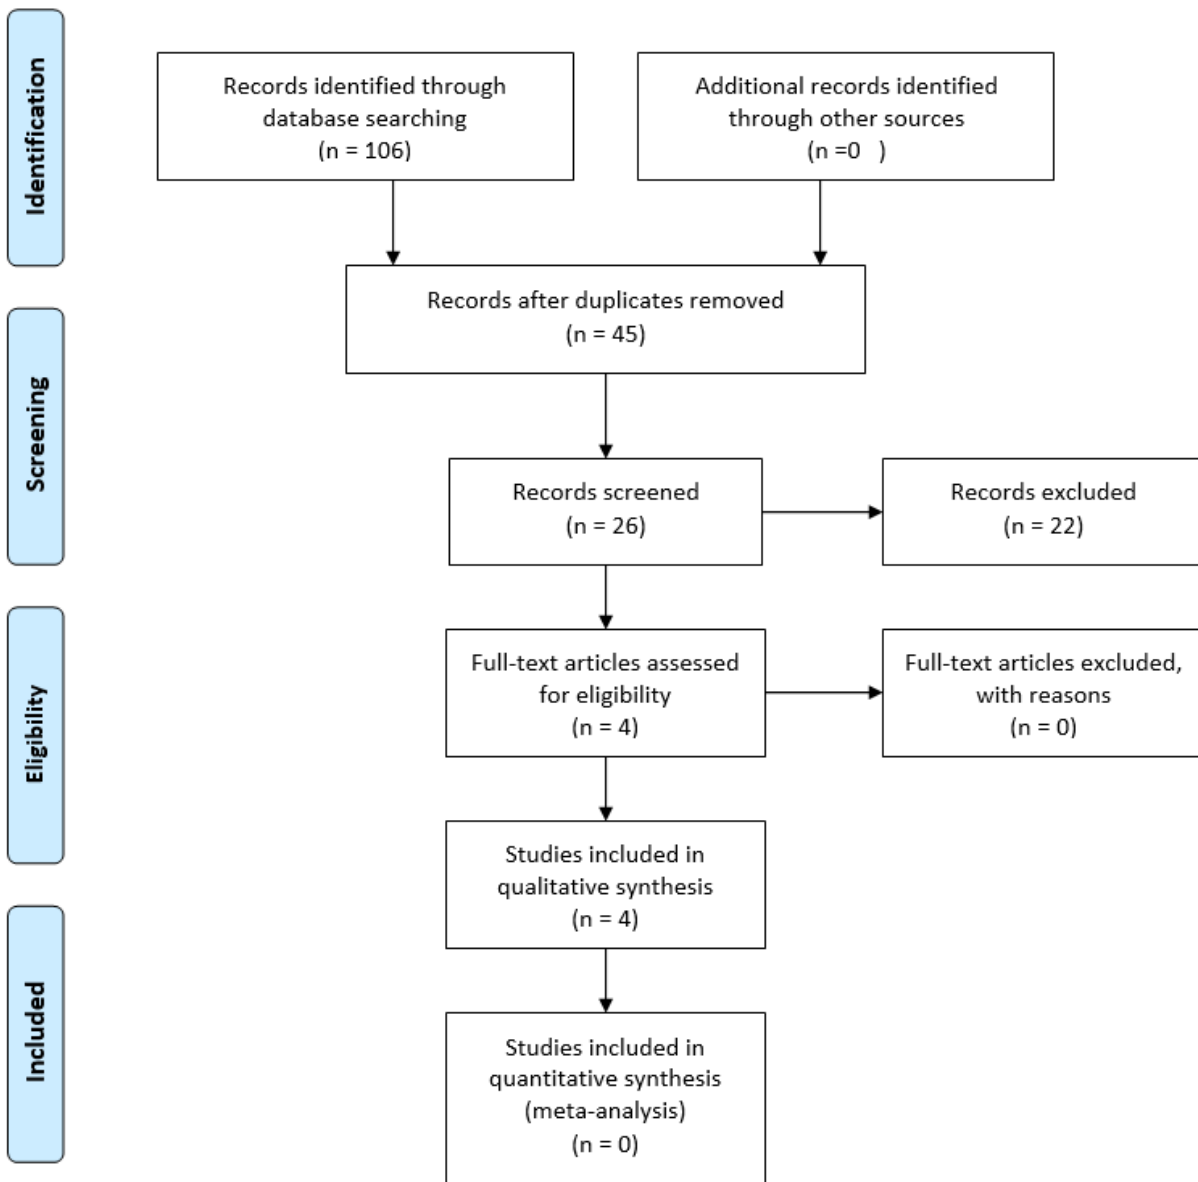 Identification
Records identified through
database searching
(n = 106)
Additional records identified
through other sources
(n =0   )
Records after duplicates removed
(n = 45)
Screening
Records screened
(n = 26)
Records excluded
(n = 22)
Eligibility
Full-text articles assessed
for eligibility
(n = 4)
Full-text articles excluded,
with reasons
(n = 0)
Studies included in
qualitative synthesis
(n = 4)
Included
Studies included in
quantitative synthesis
(meta-analysis)
(n = 0)